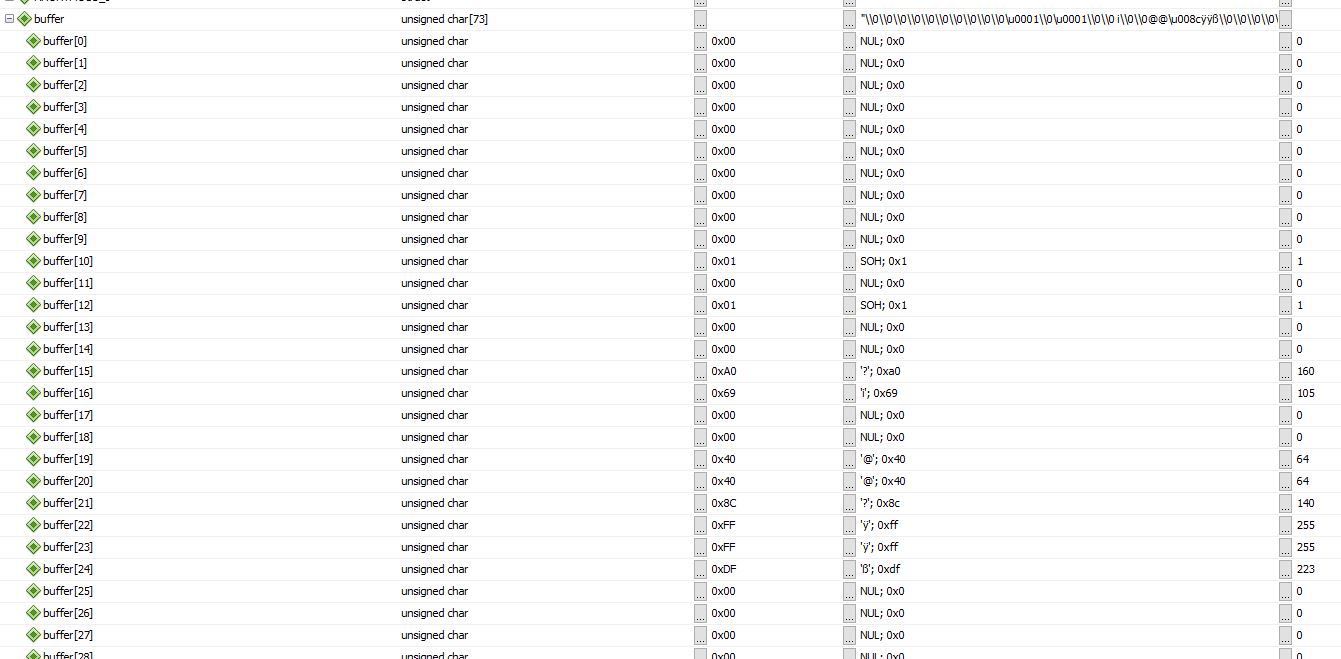 buffer unsigned char[73] ... "\\0\\0\\0\\0\\0\\0\\0\\0\\0\\0\u0001\\0\u0001\\0\\0 i\\0\\0@@\u008cÿÿß\\0\\0\\0\\0\ ...
buffer[0] unsigned char ... 0x00 ... NUL; 0x0 ... 0
buffer[1] unsigned char ... 0x00 ... NUL; 0x0 ... 0
buffer[2] unsigned char ... 0x00 ... NUL; 0x0 ... 0
buffer[3] unsigned char ... 0x00 ... NUL; 0x0 ... 0
buffer[4] unsigned char ... 0x00 ... NUL; 0x0 ... 0
buffer[5] unsigned char ... 0x00 ... NUL; 0x0 ... 0
buffer[6] unsigned char ... 0x00 ... NUL; 0x0 ... 0
buffer[7] unsigned char ... 0x00 ... NUL; 0x0 ... 0
buffer[8] unsigned char ... 0x00 ... NUL; 0x0 ... 0
buffer[9] unsigned char ... 0x00 ... NUL; 0x0 ... 0
buffer[10] unsigned char ... 0x01 ... SOH; 0x1 ... 1
buffer[11] unsigned char ... 0x00 ... NUL; 0x0 ... 0
buffer[12] unsigned char ... 0x01 ... SOH; 0x1 ... 1
buffer[13] unsigned char ... 0x00 ... NUL; 0x0 ... 0
buffer[14] unsigned char ... 0x00 ... NUL; 0x0 ... 0
buffer[15] unsigned char ... 0xA0 ... '?'; 0xa0 ... 160
buffer[16] unsigned char ... 0x69 ... 'i'; 0x69 ... 105
buffer[17] unsigned char ... 0x00 ... NUL; 0x0 ... 0
buffer[18] unsigned char ... 0x00 ... NUL; 0x0 ... 0
buffer[19] unsigned char ... 0x40 ... '@'; 0x40 ... 64
buffer[20] unsigned char ... 0x40 ... '@'; 0x40 ... 64
buffer[21] unsigned char ... 0x8C ... '?'; 0x8c ... 140
buffer[22] unsigned char ... 0xFF ... 'ÿ'; 0xff ... 255
buffer[23] unsigned char ... 0xFF ... 'ÿ'; 0xff ... 255
buffer[24] unsigned char ... 0xDF ... 'ß'; 0xdf ... 223
buffer[25] unsigned char ... 0x00 ... NUL; 0x0 ... 0
buffer[26] unsigned char ... 0x00 ... NUL; 0x0 ... 0
buffer[27] unsigned char ... 0x00 ... NUL; 0x0 ... 0
buffer[28] unsigned char ... 0x00 ... NUL; 0x0 ... 0